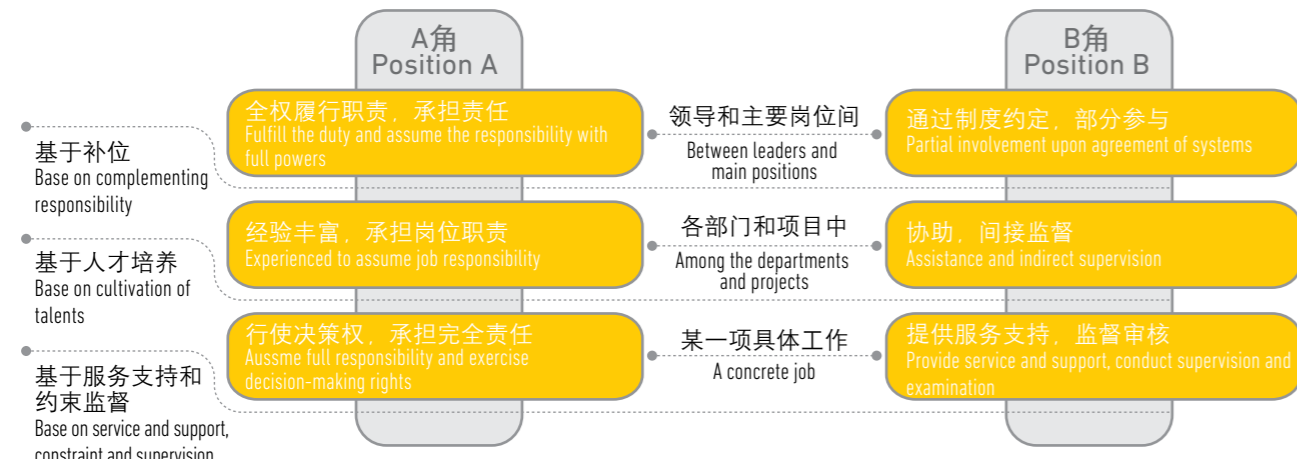 A角
Position A
B角
Position B
基于补位
Base on complementing
responsibility
全权履行职责，承担责任
Fulfill the duty and assume the responsibility with
full powers
领导和主要岗位间
Between leaders and
main positions
通过制度约定，部分参与
Partial involvement upon agreement of systems
基于人才培养
Base on cultivation of
talents
经验丰富，承担岗位职责
Experienced to assume job responsibility
各部门和项目中
Among the departments
and projects
协助，间接监督
Assistance and indirect supervision
基于服务支持和
约束监督
Base on service and support,
constraint and supervision
行使决策权，承担完全责任
Aussme full responsibility and exercise
decision-making rights
某一项具体工作
A concrete job
提供服务支持，监督审核
Provide service and support, conduct supervision and
examination